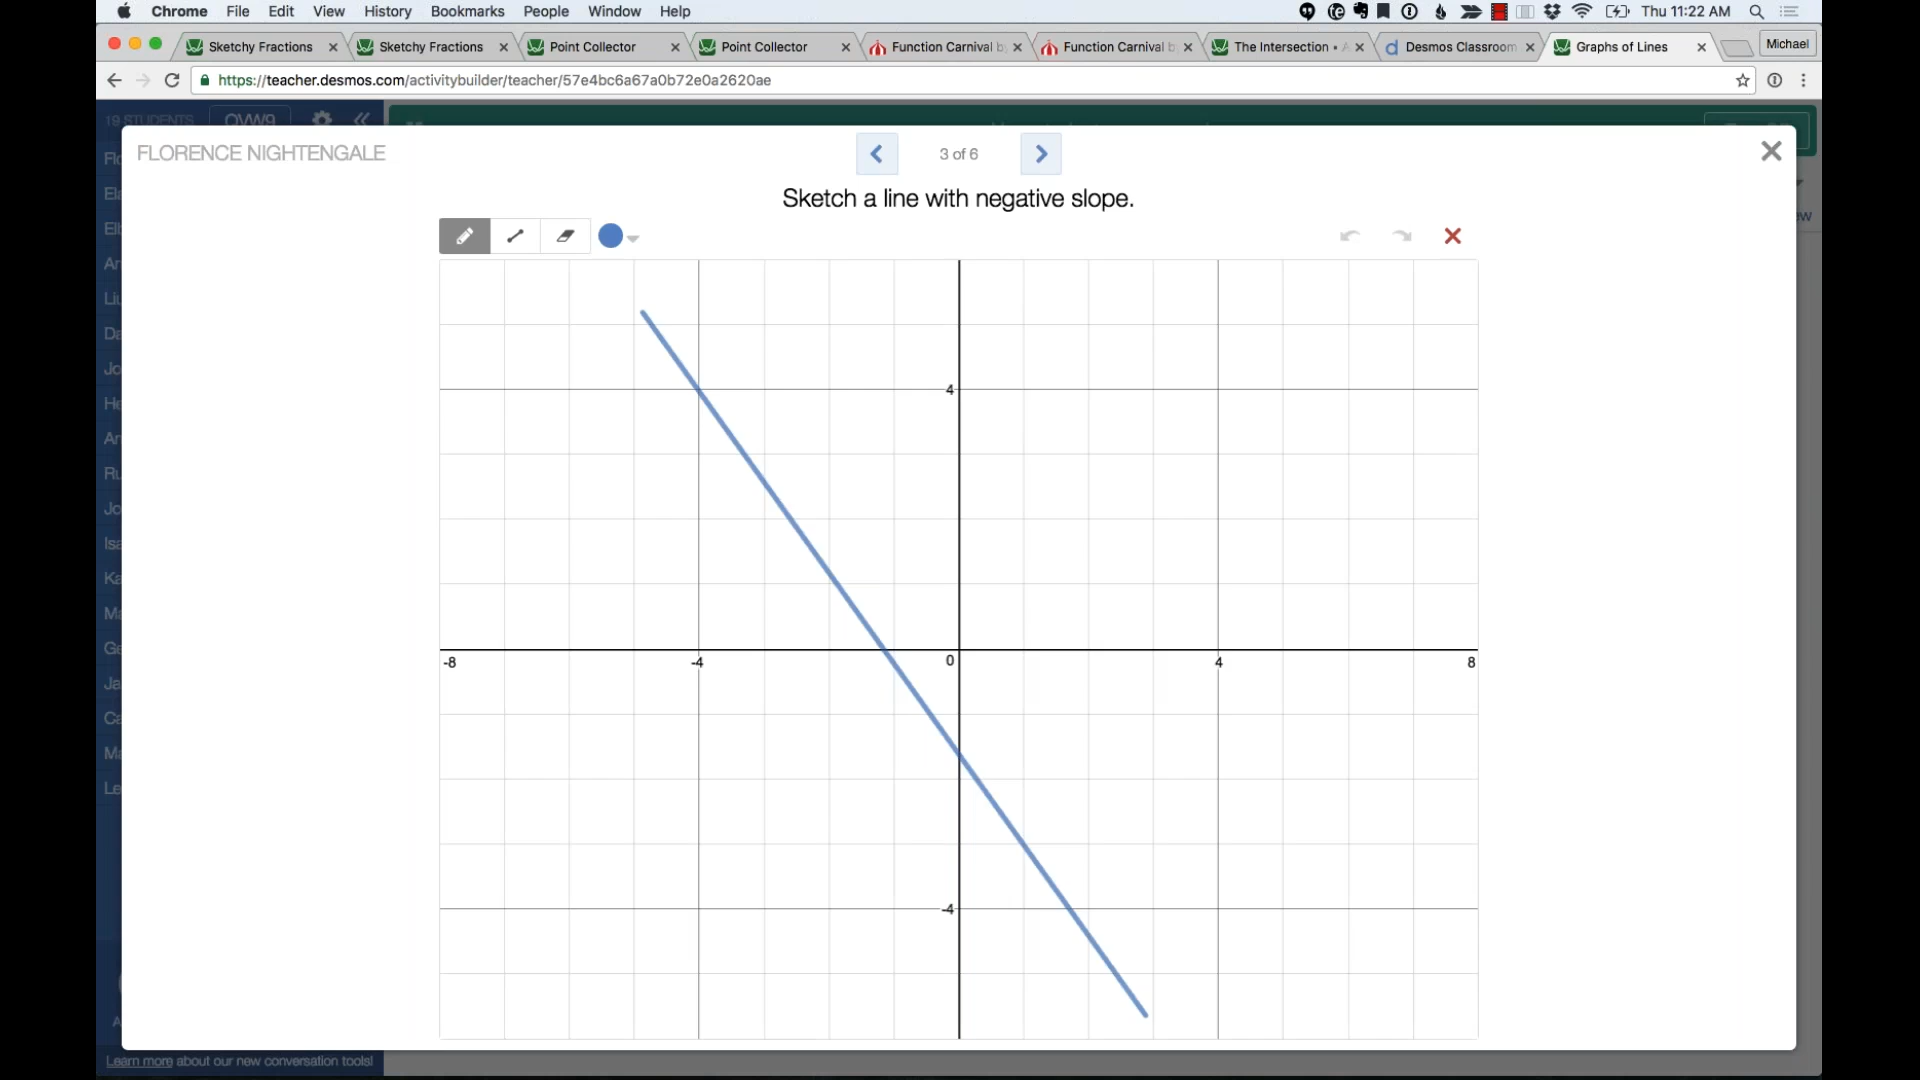 Chrome File Edit View History Bookmarks People Window Help Thu 11:22 AM
Sketchy Fractions Sketchy Fractions Point Collector Point Collector Function Carnival b Function Carnival b The Intersection • Desmos Classroom Graphs of Lines Michael
https://teacher.desmos.com/activitybuilder/teacher/57e4bc6a67a0b72e0a2620ae
19 STUDENTS
FLORENCE NIGHTENGALE 3 of 6
Sketch a line with negative slope.
4
-8 -4 0 4 8
-4
Learn more about our new conversation tools!